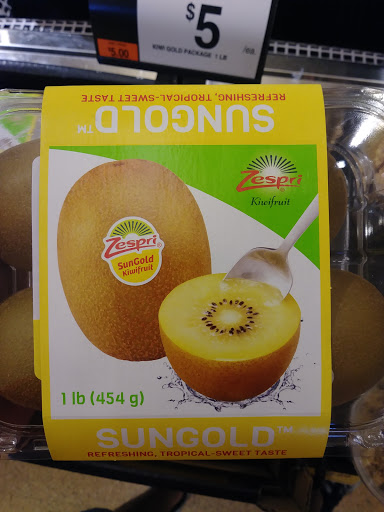 $5
$5.00
KIWI GOLD PACKAGE 1 LB
/ea.
REFRESHING, TROPICAL-SWEET TASTE
SUNGOLD™
Zespri
Kiwifruit
Zespri®
SunGold
Kiwifruit
1 lb (454 g)
SUNGOLD™
REFRESHING, TROPICAL-SWEET TASTE